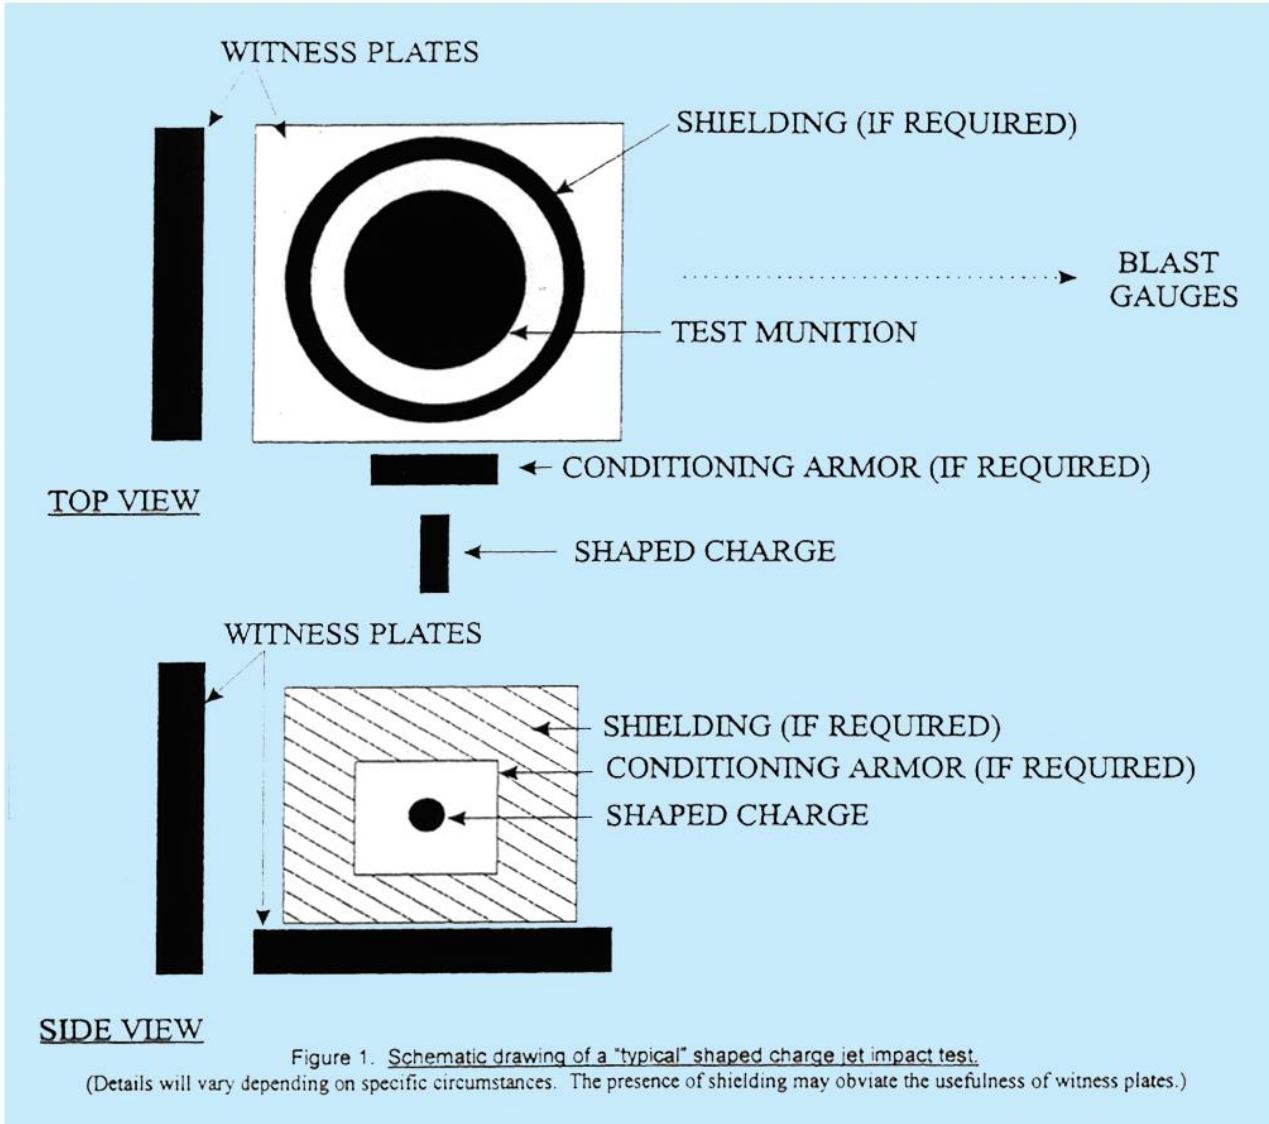 WITNESS PLATES
SHIELDING (IF REQUIRED)
BLAST
GAUGES
TEST MUNITION
CONDITIONING ARMOR (IF REQUIRED)
TOP VIEW
SHAPED CHARGE
WITNESS PLATES
SHIELDING (IF REQUIRED)
CONDITIONING ARMOR (IF REQUIRED)
SHAPED CHARGE
SIDE VIEW
Figure 1. Schematic drawing of a "typical" shaped charge jet impact test.
(Details will vary depending on specific circumstances. The presence of shielding may obviate the usefulness of witness plates.)